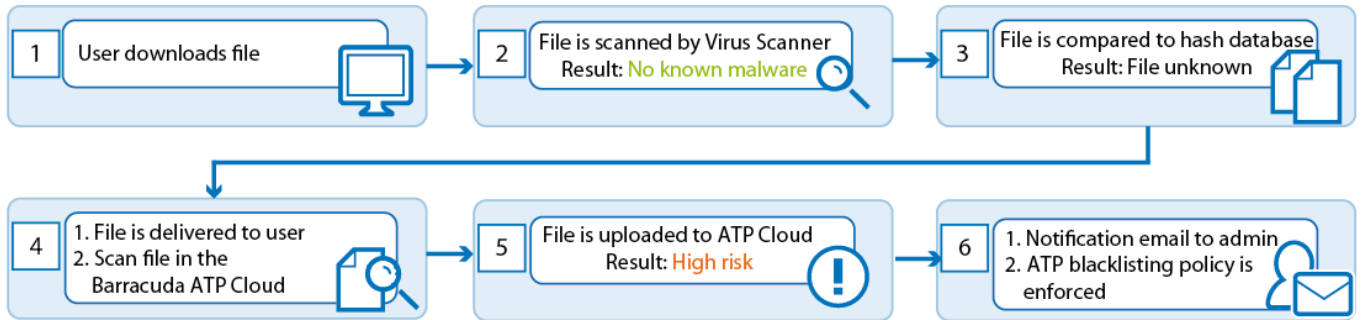 1
User downloads file
2
File is scanned by Virus Scanner
Result: No known malware
3
File is compared to hash database
Result: File unknown
4
1. File is delivered to user
2. Scan file in the
Barracuda ATP Cloud
5
File is uploaded to ATP Cloud
Result: High risk
6
1. Notification email to admin
2. ATP blacklisting policy is
enforced